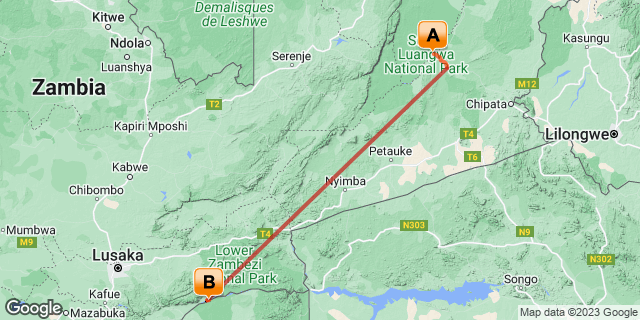 Demalisques
de Leshwe
Kitwe
Ndola
Luanshya
Serenje
A
S
Luangwa
National Park
Kasungu
Zambia
T2
M12
Chipata
Kapiri Mposhi
T4
Lilongwe
Petauke
T6
Kabwe
Nyimba
Chibombo
Mumbwa
M9
T4
N303
N9
Lusaka
Lower
Zambezi
National Park
N302
B
Songo
Kafue
Mazabuka
Google
Map data ©2023 Google